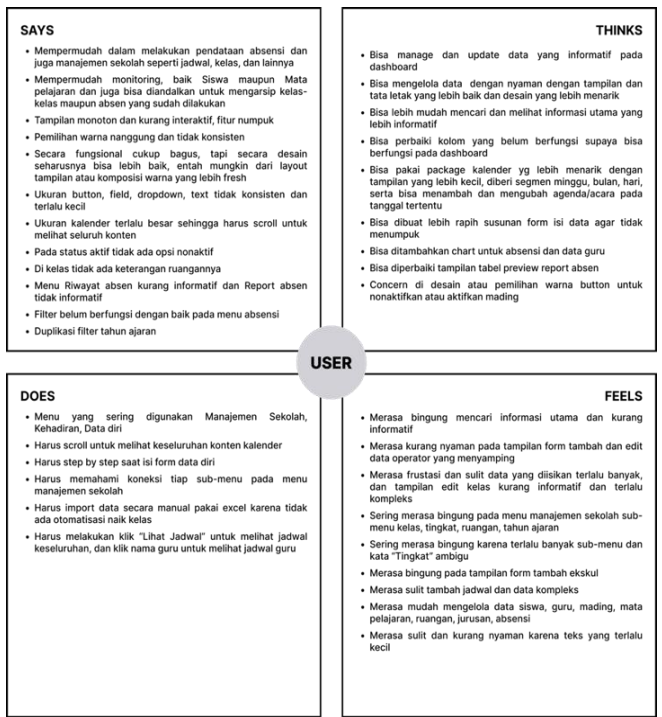 SAYS
• Mempermudah dalam melakukan pendataan absensi dan
juga manajemen sekolah seperti jadwal, kelas, dan lainnya
• Mempermudah monitoring, baik Siswa maupun Mata
pelajaran dan juga bisa diandalkan untuk mengarsip kelas-
kelas maupun absen yang sudah dilakukan
• Tampilan monoton dan kurang interaktif, fitur numpuk
• Pemilihan warna nanggung dan tidak konsisten
• Secara fungsional cukup bagus, tapi secara desain
seharusnya bisa lebih baik, entah mungkin dari layout
tampilan atau komposisi warna yang lebih fresh
• Ukuran button, field, dropdown, text tidak konsisten dan
terlalu kecil
• Ukuran kalender terlalu besar sehingga harus scroll untuk
melihat seluruh konten
• Pada status aktif tidak ada opsi nonaktif
• Di kelas tidak ada keterangan ruangannya
• Menu Riwayat absen kurang informatif dan Report absen
tidak informatif
• Filter belum berfungsi dengan baik pada menu absensi
• Duplikasi filter tahun ajaran
THINKS
• Bisa manage dan update data yang informatif pada
dashboard
• Bisa mengelola data dengan nyaman dengan tampilan dan
tata letak yang lebih baik dan desain yang lebih menarik
• Bisa lebih mudah mencari dan melihat informasi utama yang
lebih informatif
• Bisa perbaiki kolom yang belum berfungsi supaya bisa
berfungsi pada dashboard
• Bisa pakai package kalender yg lebih menarik dengan
tampilan yang lebih kecil, diberi segmen minggu, bulan, hari,
serta bisa menambah dan mengubah agenda/acara pada
tanggal tertentu
• Bisa dibuat lebih rapih susunan form isi data agar tidak
menumpuk
• Bisa ditambahkan chart untuk absensi dan data guru
• Bisa diperbaiki tampilan tabel preview report absen
• Concern di desain atau pemilihan warna button untuk
nonaktifkan atau aktifkan mading
USER
DOES
• Menu yang sering digunakan Manajemen Sekolah,
Kehadiran, Data diri
• Harus scroll untuk melihat keseluruhan konten kalender
• Harus step by step saat isi form data diri
• Harus memahami koneksi tiap sub-menu pada menu
manajemen sekolah
• Harus import data secara manual pakai excel karena tidak
ada otomatisasi naik kelas
• Harus melakukan klik "Lihat Jadwal" untuk melihat jadwal
keseluruhan, dan klik nama guru untuk melihat jadwal guru
FEELS
• Merasa bingung mencari informasi utama dan kurang
informatif
• Merasa kurang nyaman pada tampilan form tambah dan edit
data operator yang menyamping
• Merasa frustasi dan sulit data yang diisikan terlalu banyak,
dan tampilan edit kelas kurang informatif dan terlalu
kompleks
• Sering merasa bingung pada menu manajemen sekolah sub-
menu kelas, tingkat, ruangan, tahun ajaran
• Sering merasa bingung karena terlalu banyak sub-menu dan
kata "Tingkat" ambigu
• Merasa bingung pada tampilan form tambah ekskul
• Merasa sulit tambah jadwal dan data kompleks
• Merasa mudah mengelola data siswa, guru, mading, mata
pelajaran, ruangan, jurusan, absensi
• Merasa sulit dan kurang nyaman karena teks yang terlalu
kecil